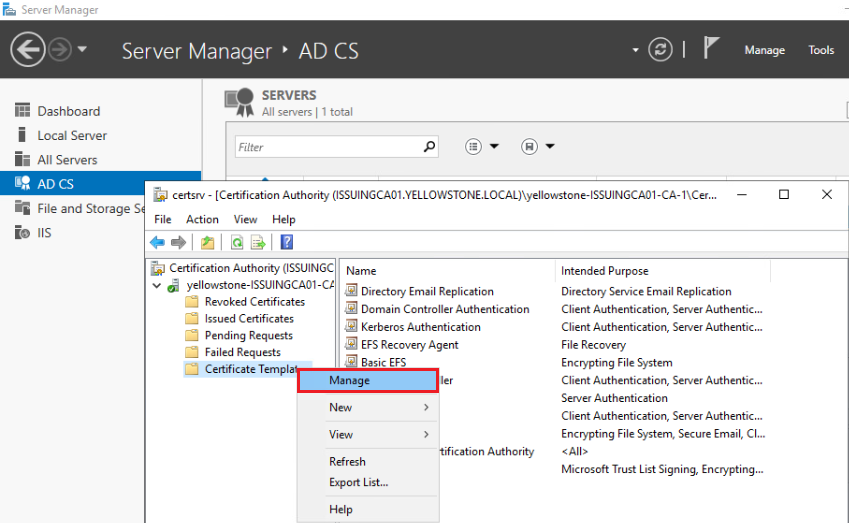 Server Manager
Server Manager • AD CS
Manage Tools
Dashboard
Local Server
All Servers
AD CS
File and Storage Se
IIS
SERVERS
All servers | 1 total
Filter
certsrv - [Certification Authority (ISSUINGCA01.YELLOWSTONE.LOCAL)\yellowstone-ISSUINGCA01-CA-1\Cer...
File Action View Help
Certification Authority (ISSUINGC
yellowstone-ISSUINGCA01-CA
Revoked Certificates
Issued Certificates
Pending Requests
Failed Requests
Certificate Templat
Name Intended Purpose
Directory Email Replication Directory Service Email Replication
Domain Controller Authentication Client Authentication, Server Authentic...
Kerberos Authentication Client Authentication, Server Authentic...
EFS Recovery Agent File Recovery
Basic EFS Encrypting File System
ller Client Authentication, Server Authentic...
Server Authentication
Client Authentication, Server Authentic...
Encrypting File System, Secure Email, Cl...
rtification Authority <All>
Microsoft Trust List Signing, Encrypting...
Manage
New
View
Refresh
Export List...
Help